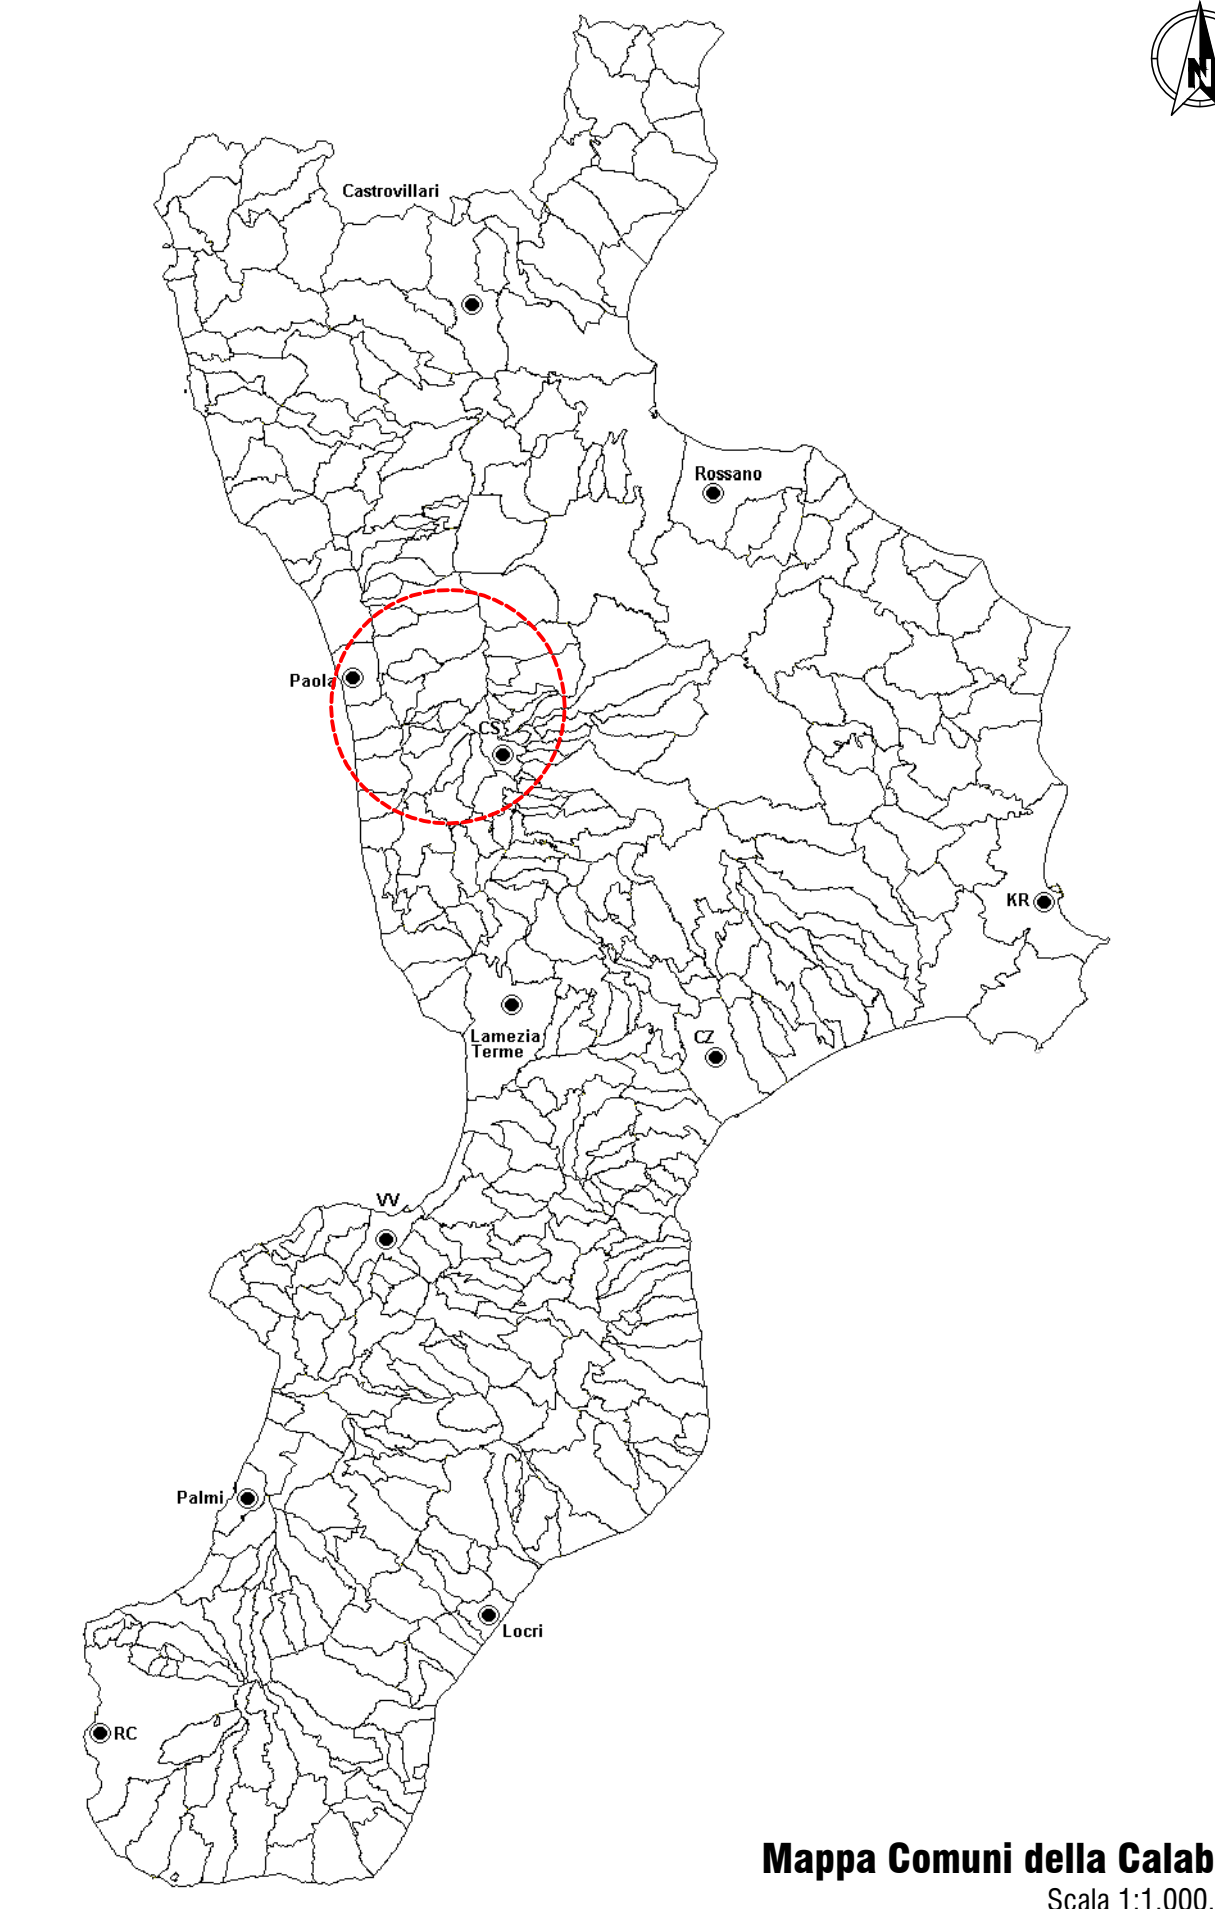 N
Castrovillari
Rossano
Paola
CS
KR
Lamezia
Terme
CZ
VV
Palmi
Locri
RC
Mappa Comuni della Calab
Scala 1:1.000.